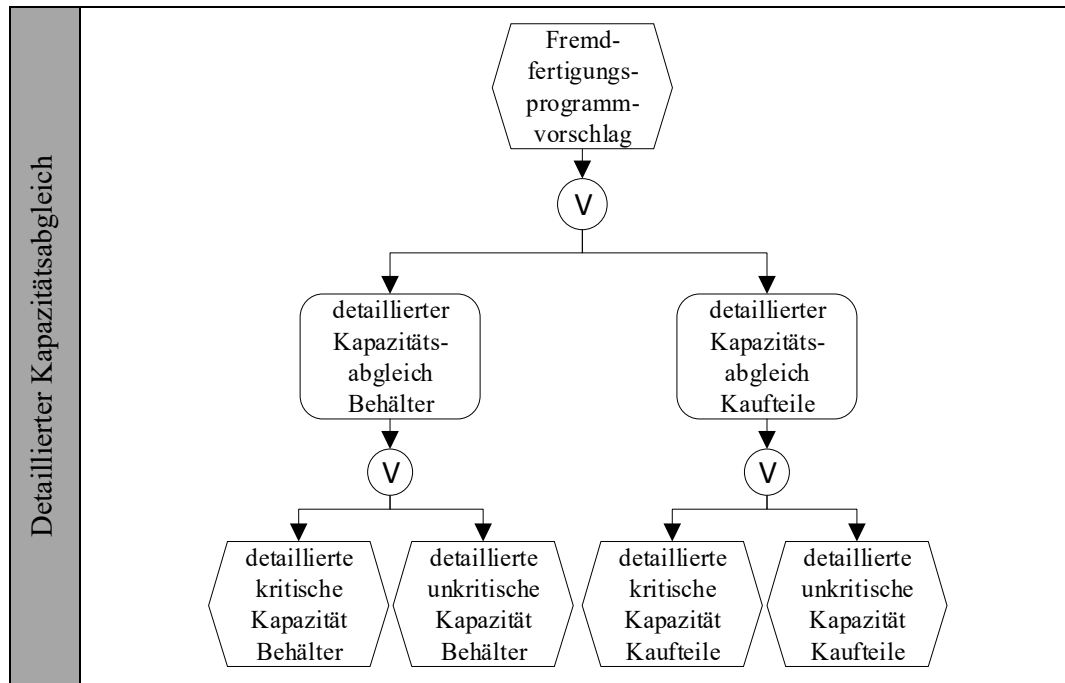 Detaillierter Kapazitätsabgleich
Fremd-
fertigungs-
programm-
vorschlag
V
detaillierter
Kapazitäts-
abgleich
Behälter
detaillierter
Kapazitäts-
abgleich
Kaufteile
V
V
detaillierte
kritische
Kapazität
Behälter
detaillierte
unkritische
Kapazität
Behälter
detaillierte
kritische
Kapazität
Kaufteile
detaillierte
unkritische
Kapazität
Kaufteile